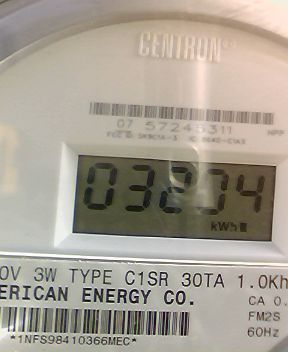 CENTRON®
07 57245311
HPP
03204
kWh
0V 3W TYPE C1SR 30TA 1.0Kh
ERICAN ENERGY CO.
CA 0.
FM2S
60Hz
*1NFS98410366MEC*